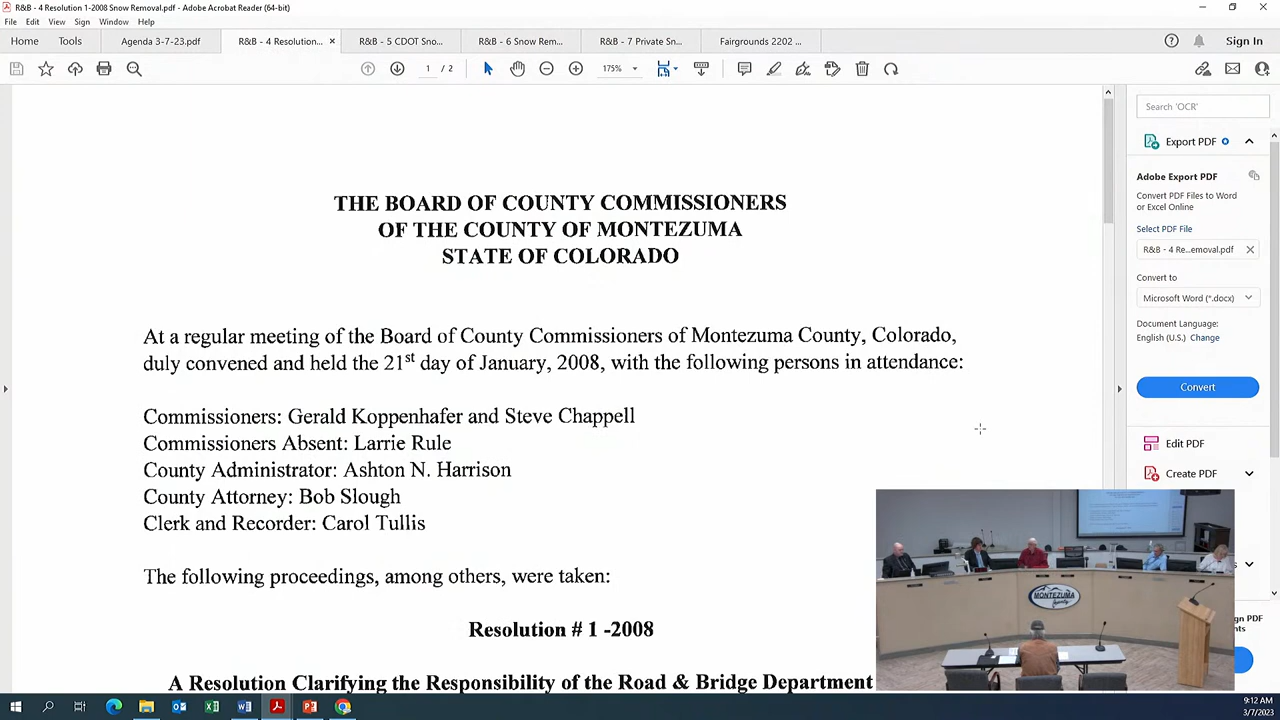 R&B - 4 Resolution 1-2008 Snow Removal.pdf - Adobe Acrobat Reader (64-bit)
File Edit View Sign Window Help
Home Tools Agenda 3-7-23.pdf R&B - 4 Resolution... × R&B - 5 CDOT Sno... R&B - 6 Snow Rem... R&B - 7 Private Sn... Fairgrounds 2202 ... Sign In
1 / 2 175%
Search 'OCR'
Export PDF
Adobe Export PDF
Convert PDF Files to Word
or Excel Online
Select PDF File
R&B - 4 Re...emoval.pdf
Convert to
Microsoft Word (*.docx)
Document Language:
English (U.S.) Change
Convert
Edit PDF
Create PDF
THE BOARD OF COUNTY COMMISSIONERS
OF THE COUNTY OF MONTEZUMA
STATE OF COLORADO
At a regular meeting of the Board of County Commissioners of Montezuma County, Colorado,
duly convened and held the 21st day of January, 2008, with the following persons in attendance:
Commissioners: Gerald Koppenhafer and Steve Chappell
Commissioners Absent: Larrie Rule
County Administrator: Ashton N. Harrison
County Attorney: Bob Slough
Clerk and Recorder: Carol Tullis
The following proceedings, among others, were taken:
Resolution # 1 -2008
A Resolution Clarifying the Responsibility of the Road & Bridge Department
MONTEZUMA
County
9:12 AM
3/7/2023